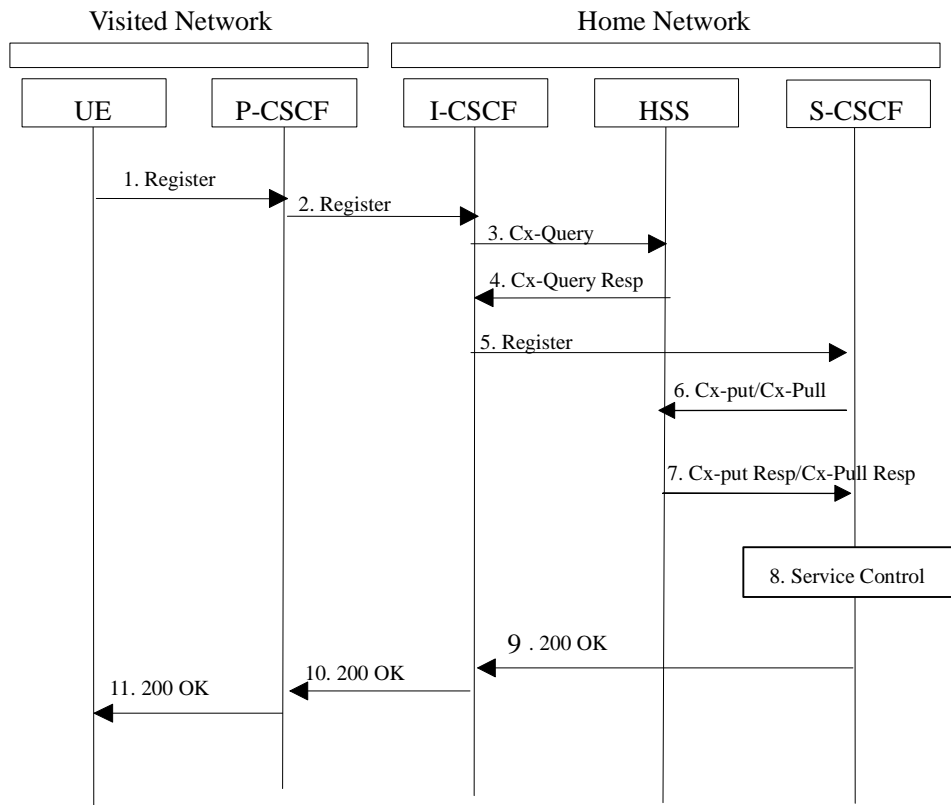 Visited Network
Home Network
UE
P-CSCF
I-CSCF
HSS
S-CSCF
1. Register
2. Register
3. Cx-Query
4. Cx-Query Resp
5. Register
6. Cx-put/Cx-Pull
7. Cx-put Resp/Cx-Pull Resp
8. Service Control
9 . 200 OK
10. 200 OK
11. 200 OK